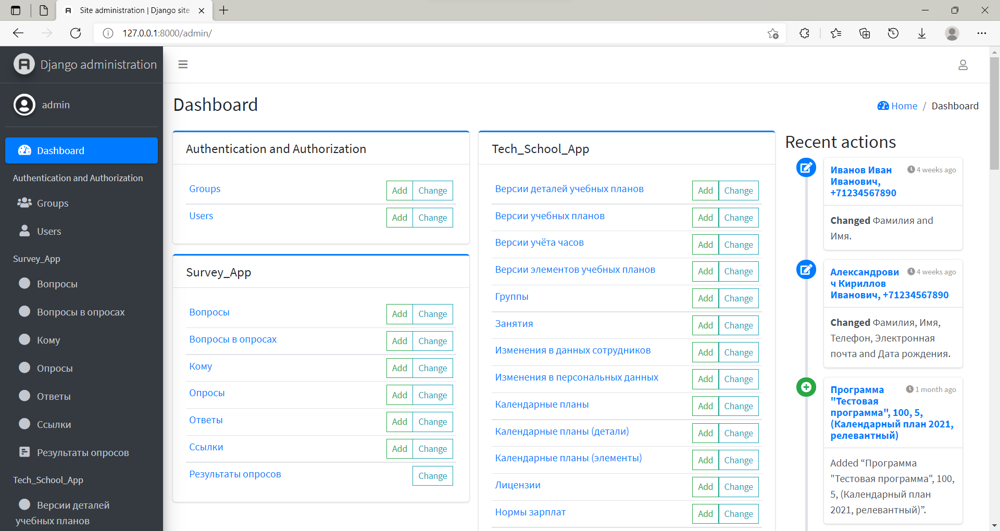 Site administration | Django site
127.0.0.1:8000/admin/
Django administration
admin
Dashboard
Authentication and Authorization
Groups
Users
Survey_App
Вопросы
Вопросы в опросах
Кому
Опросы
Ответы
Ссылки
Результаты опросов
Tech_School_App
Версии деталей
учебных планов
Dashboard
Home / Dashboard
Authentication and Authorization
Groups Add Change
Users Add Change
Survey_App
Вопросы Add Change
Вопросы в опросах Add Change
Кому Add Change
Опросы Add Change
Ответы Add Change
Ссылки Add Change
Результаты опросов Change
Tech_School_App
Версии деталей учебных планов Add Change
Версии учебных планов Add Change
Версии учёта часов Add Change
Версии элементов учебных планов Add Change
Группы Add Change
Занятия Add Change
Изменения в данных сотрудников Add Change
Изменения в персональных данных Add Change
Календарные планы Add Change
Календарные планы (детали) Add Change
Календарные планы (элементы) Add Change
Лицензии Add Change
Нормы зарплат Add Change
Recent actions
Иванов Иван 4 weeks ago
Иванович,
+71234567890
Changed Фамилия and
Имя.
Александрови 4 weeks ago
ч Кириллов
Иванович, +71234567890
Changed Фамилия, Имя,
Телефон, Электронная
почта and Дата рождения.
Программа 1 month ago
"Тестовая
программа", 100, 5,
(Календарный план 2021,
релевантный)
Added “Программа
"Тестовая программа", 100,
5, (Календарный план
2021, релевантный)”.